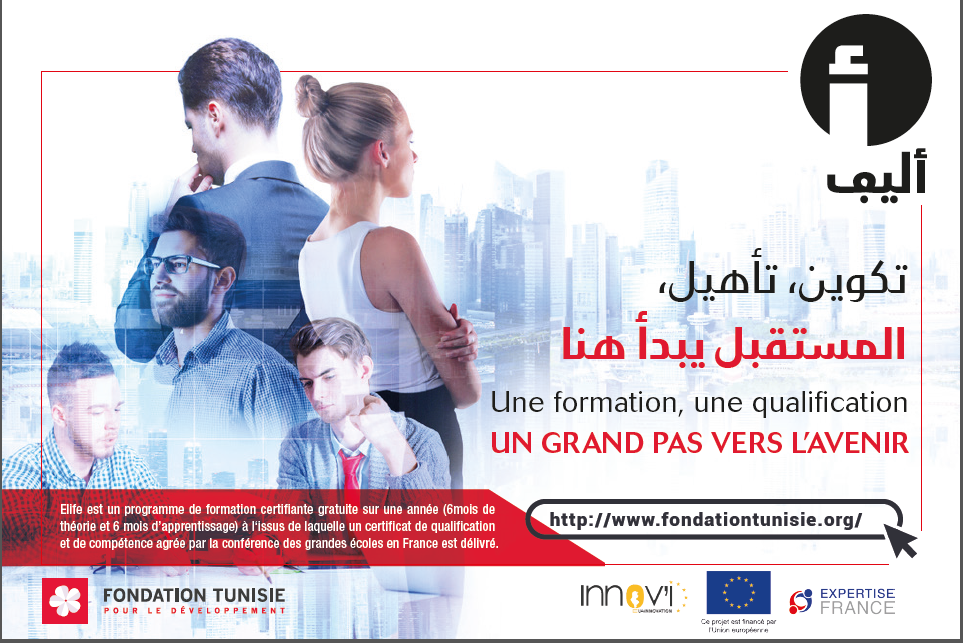 أ
أليف
تكوين، تأهيل،
المستقبل يبدأ هنا
Une formation, une qualification
UN GRAND PAS VERS L'AVENIR
Elife est un programme de formation certifiante gratuite sur une année (6mois de
théorie et 6 mois d'apprentissage) à l'issus de laquelle un certificat de qualification
et de compétence agrée par la conférence des grandes écoles en France est délivré.
http://www.fondationtunisie.org/
FONDATION TUNISIE
POUR LE DÉVELOPPEMENT
INNOV'I
Ce projet est financé par
l'Union européenne
EXPERTISE
FRANCE